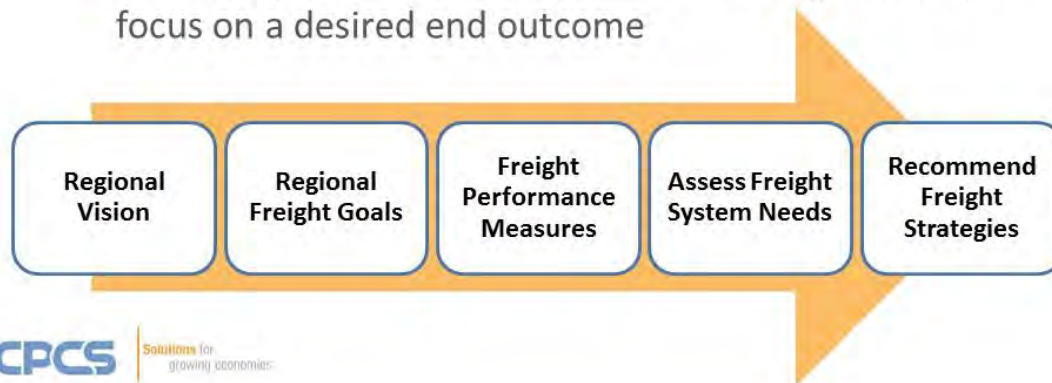 focus on a desired end outcome
Regional
Vision
Regional
Freight Goals
Freight
Performance
Measures
Assess Freight
System Needs
Recommend
Freight
Strategies
CPCS
Solutions for
growing economies